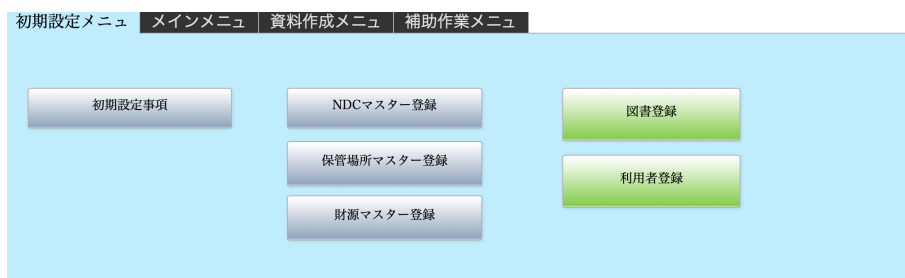 初期設定メニュ メインメニュ 資料作成メニュ 補助作業メニュ
初期設定事項 NDCマスター登録 図書登録
保管場所マスター登録 利用者登録
財源マスター登録